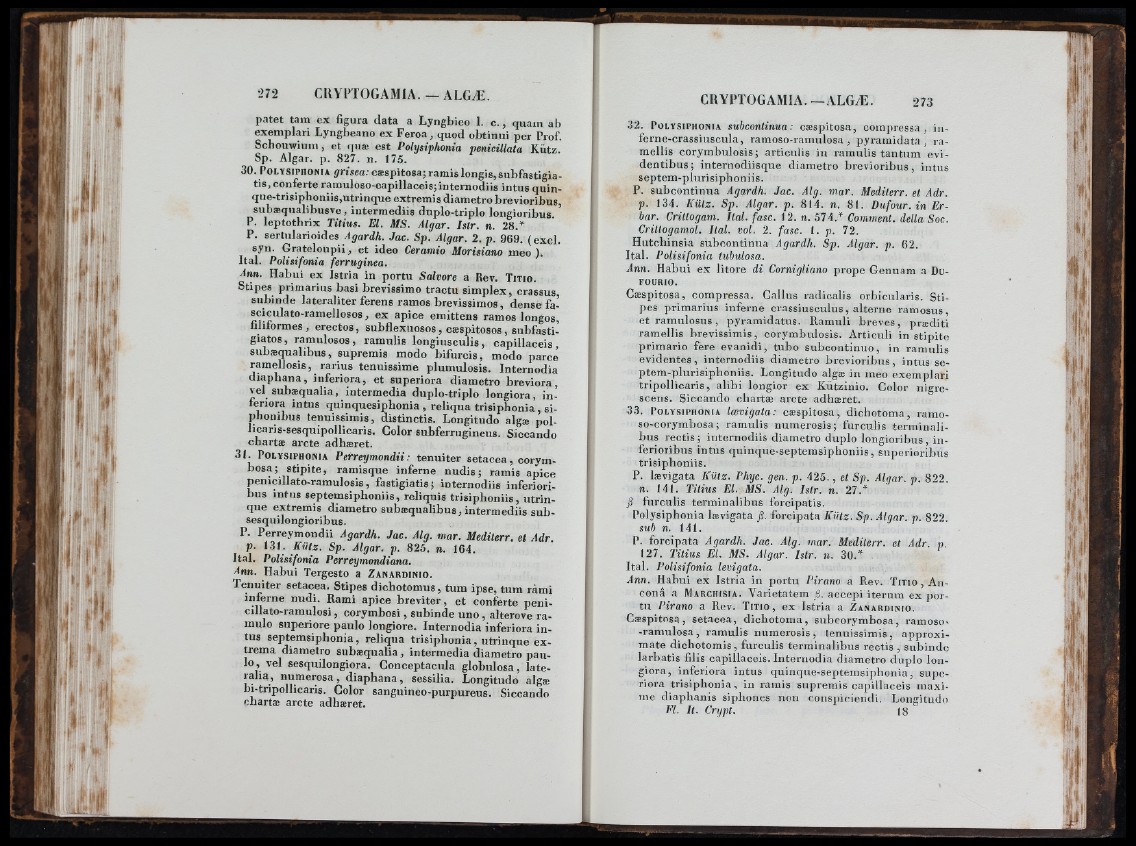 272 CRYPTOGAMIA. — ALGÆ.
patet tam ex figura data a Lyngbico l. c., quam ab
exemplari Lyngbeano ex Feroa, quod obtinui per Prof.
Schouwium, et quæ est Polysiphonia penicillata Kütz.
Sp. Algar. p. 827. n. 175.
30. POLYSIPHONIA grisea: cæspitosa; ramis longis, subfastigia-
tis, conferte ramuloso-capillaceis; internodiis intus quin-
que-trisiphoniis, utrinque extremis diametro brevioribus,
subæqualibusve, intermediis duplo-triplo longioribus.
P. leptothrix Titius. El. MS. Algar. Istr. n. 28.*
P. sertularioides Agardh. Jac. Sp. Algar. 2. p. 969. (excl.
syn. Grateloupii, et ideo Ceramio Morisiano meo ).
Ital. Polisifonia ferruginea.
Ann. Habui ex Istria in portu Salvore a Rev. TITIO.
Stipes primarius basi brevissimo tractu simplex, crassus,
subinde lateraliter ferens ramos brevissimos, dense fa-
sciculato-ramellosos, ex apice emittens ramos longos,
filiformes, erectos, subflexuosos, cæspitosos, subfasti-
giatos, ramulosos, ramulis longiusculis, capillaceis,
subæqualibus, supremis modo bifurcis, modo parce
ramellosis, rarius tenuissime plumulosis. Internodia
diaphana, inferiora, et superiora diametro breviora,
vel subæqualia, intermedia duplo-triplo longiora, in-
feriora intus quinquesiphonia, reliqua trisiphonia, si-
phonibus tenuissimis, distinctis. Longitudo algæ pol-
licaris-sesquipollicaris. Color subferrugineus. Siccando
chartæ arcte adhæret.
31. POLYSIPHONIA Perreymondii: tenuiter setacea, corym-
bosa; stipite, ramisque inferne nudis; ramis apice
penicillato-ramulosis, fastigiatis; internodiis inferiori-
bus intus septemsiphoniis, reliquis trisiphoniis, utrin-
que extremis diametro subæqualibus, intermediis sub-
sesquilongioribus.
P. Perreymondii Agardh. Jac. Alg. mar. Mediterr. et Adr.
p. 131. Kütz. Sp. Algar. p. 825. n. 164.
Ital. Polisifonia Perreymondiana.
Ann. Habui Tergesto a ZANARDINIO.
Tenuiter setacea. Stipes dichotomus, tum ipse, tum rami
inferne nudi. Rami apice breviter, et conferte peni-
cillato-ramulosi, corymbosi, subinde uno, alterove ra-
mulo superiore paulo longiore. Internodia inferiora in-
tus septemsiphonia, reliqua trisiphonia, utrinque ex-
trema diametro subæqualia, intermedia diametro pau-
lo, vel sesquilongiora. Conceptacula globulosa, late-
ralia, numerosa, diaphana, sessilia. Longitudo algæ
bi-tripollicaris. Color sanguineo-purpureus. Siccando
chartæ arcte adhæret.
CRYPTOGAMIA. — ALGÆ. 273
32. POLYSIPHONIA subcontinua: cæspitosa, compressa, in-
ferne-crassiuscula, ramoso-ramulosa, pyramidata, ra-
mellis corymbulosis; articulis in ramulis tantum evi-
dentibus; internodiisque diametro brevioribus, intus
septem-plurisiphoniis.
P. subcontinua Agardh. Jac. Alg. mar. Mediterr. et Adr.
p. 134. Kütz. Sp. Algar. p. 814. n. 81. Dufour. in Er-
bar. Crittogam. Ital. fasc. 12. n. 574.* Comment. della Soc.
Crittogamol. Ital. vol. 2. fasc. 1. p. 72.
Hutchinsia subcontinua Agardh. Sp. Algar. p. 62.
Ital. Polisifonia tubulosa.
Ann. Habui ex litore di Cornigliano prope Genuam a DU-
FOURIO.
Cæspitosa, compressa. Callus radicalis orbicularis. Sti-
pes primarius inferne crassiusculus, alterne ramosus,
et ramulosus, pyramidatus. Ramuli breves, præditi
ramellis brevissimis, corymbulosis. Articuli in stipite
primario fere evanidi, tubo subcontinuo, in ramulis
evidentes, internodiis diametro brevioribus, intus se-
ptem-plurisiphoniis. Longitudo algæ in meo exemplari
tripollicaris, alibi longior ex Kützinio. Color nigre-
scens. Siccando chartæ arcte adhæret.
33. POLYSIPHONIA lævigata: cæspitosa, dichotoma, ramo-
so-corymbosa; ramulis numerosis; furculis terminali-
bus rectis; internodiis diametro duplo longioribus, in-
ferioribus intus quinque-septemsiphoniis, superioribus
trisiphoniis.
P. lævigata Kütz. Phyc. gen. p. 425., et Sp. Algar. p. 822.
n. 141. Titius El. MS. Alg. Istr. n. 27.*
β furculis terminalibus forcipatis.
Polysiphonia lævigata β. forcipata Kütz. Sp. Algar. p. 822.
sub n. 141.
P. forcipata Agardh. Jac. Alg. mar. Mediterr. et Adr. p.
127. Titius El. MS. Algar. Istr. n. 30.*
Ital. Polisifonia levigata.
Ann. Habui ex Istria in portu Pirano a Rev. TITIO, An-
conâ a MARCHISIA. Varietatem β. accepi iterum ex por-
tu Pirano a Rev. TITIO, ex Istria a ZANARDINIO.
Cæspitosa, setacea, dichotoma, subcorymbosa, ramoso-
-ramulosa, ramulis numerosis, tenuissimis, approxi-
mate dichotomis, furculis terminalibus rectis, subinde
barbatis filis capillaceis. Internodia diametro duplo lon-
giora, inferiora intus quinque-septemsiphonia, supe-
riora trisiphonia, in ramis supremis capillaceis maxi-
me diaphanis siphones non conspiciendi. Longitudo
Fl. It. Crypt. 18